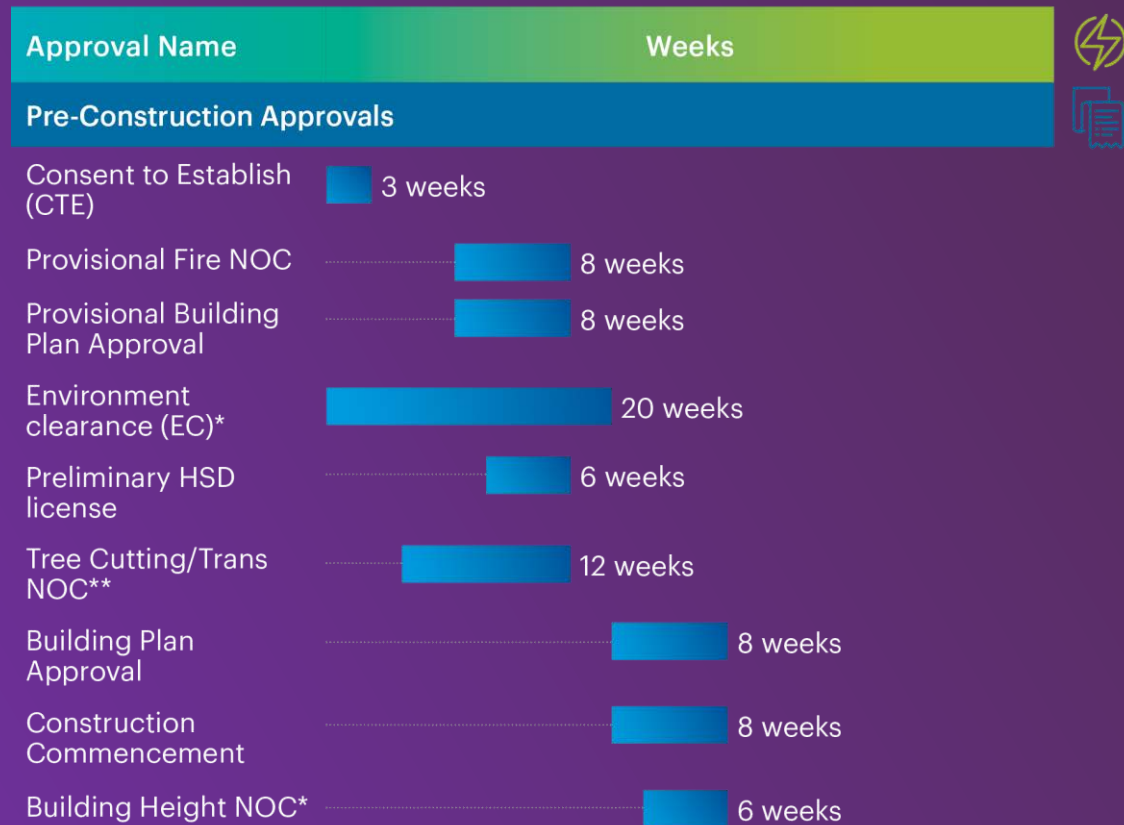 Approval Name Weeks
Pre-Construction Approvals
Consent to Establish
(CTE)
3 weeks
Provisional Fire NOC 8 weeks
Provisional Building
Plan Approval
8 weeks
Environment
clearance (EC)*
20 weeks
Preliminary HSD
license
6 weeks
Tree Cutting/Trans
NOC**
12 weeks
Building Plan
Approval
8 weeks
Construction
Commencement
8 weeks
Building Height NOC* 6 weeks